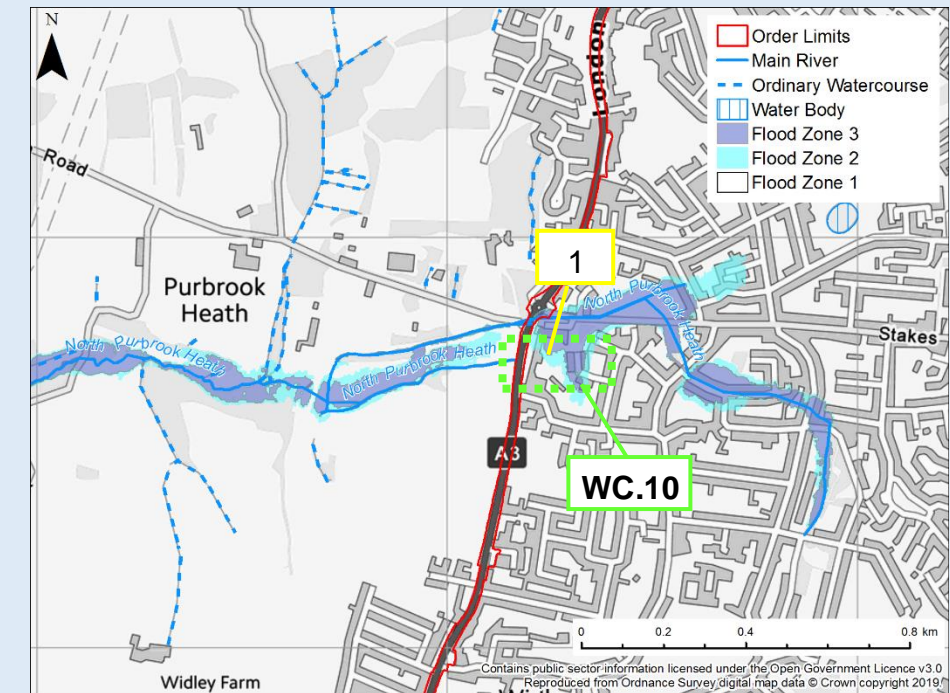 N
London
Order Limits
Main River
Ordinary Watercourse
Water Body
Flood Zone 3
Flood Zone 2
Flood Zone 1
Road
1
Purbrook
Heath
North Purbrook Heath
North Purbrook Heath
North Purbrook Heath
Stakes
A3
WC.10
0 0.2 0.4 0.8 km
Widley Farm
Contains public sector information licensed under the Open Government Licence v3.0
Reproduced from Ordnance Survey digital map data © Crown copyright 2019.